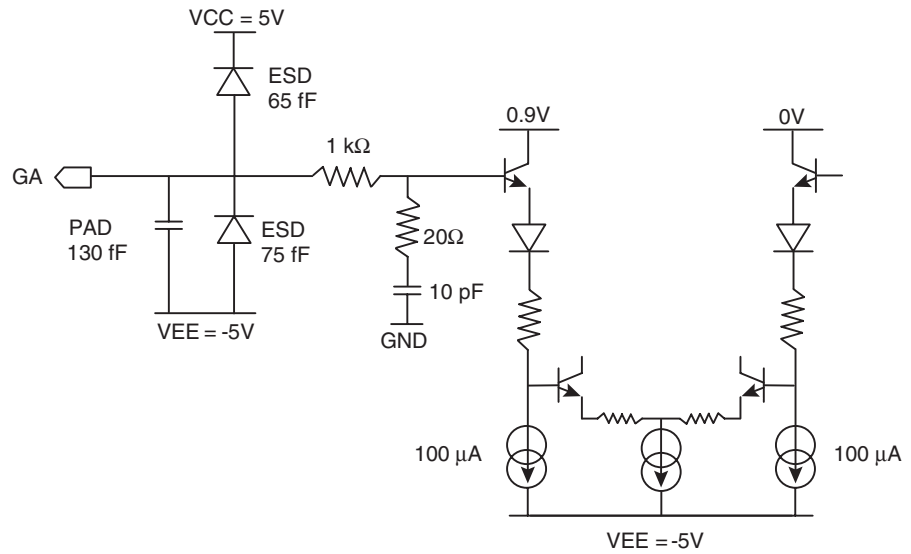 VCC = 5V
ESD
65 fF
0.9V
0V
1 kΩ
GA
PAD
130 fF
ESD
75 fF
20Ω
10 pF
VEE = -5V
GND
100 μA
100 μA
VEE = -5V